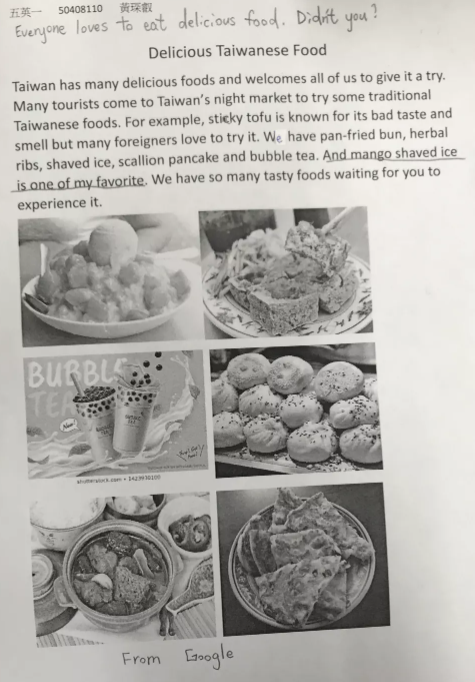 五英一 50408110 黃琛叡
Everyone loves to eat delicious food. Didn't you?
Delicious Taiwanese Food
Taiwan has many delicious foods and welcomes all of us to give it a try.
Many tourists come to Taiwan's night market to try some traditional
Taiwanese foods. For example, sticky tofu is known for its bad taste and
smell but many foreigners love to try it. We have pan-fried bun, herbal
ribs, shaved ice, scallion pancake and bubble tea. And mango shaved ice
is one of my favorite. We have so many tasty foods waiting for you to
experience it.
BUBBLE
TEA
New!
shutterstock.com • 1423976100
From Google